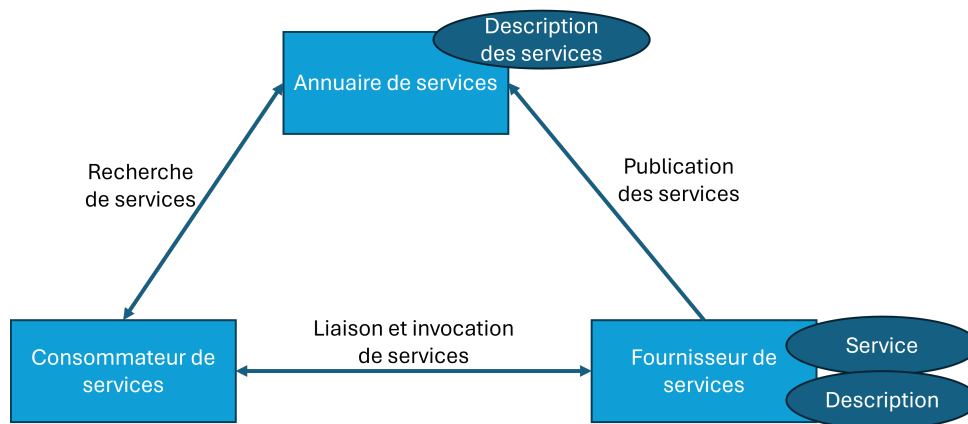 Description
des services
Annuaire de services
Recherche
de services
Publication
des services
Liaison et invocation
de services
Consommateur de
services
Fournisseur de
services
Service
Description